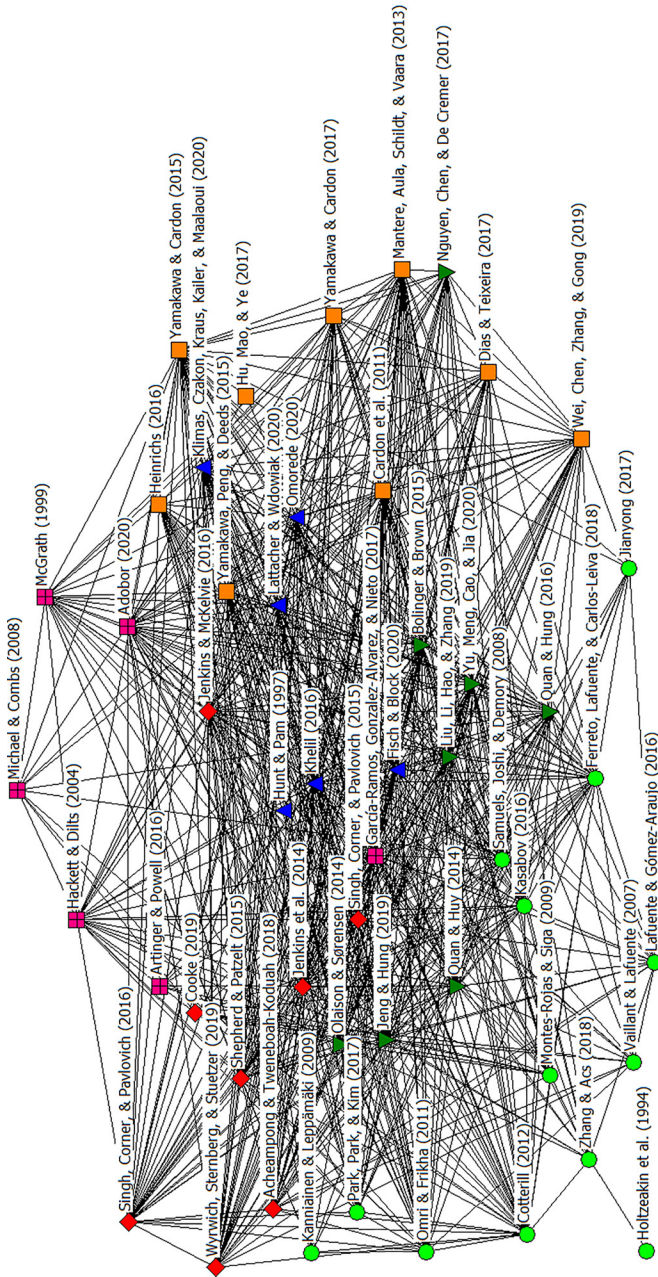 Michael & Combs (2008)
McGrath (1999)
Hackett & Dilts (2004)
Adobor (2020)
Singh, Corner, & Pavlovich (2016)
Artinger & Powell (2016)
Heinrichs (2016)
Yamakawa & Cardon (2015)
Cooke (2019)
Klimas, Czakon, Kraus, Kailer, & Maalaoui (2020)
Jenkins & Mckelvie (2016)
Wyrwich, Sternberg, & Stuetzer (2019)
Yamakawa, Peng, & Deeds (2015)
Shepherd & Patzelt (2015)
Hu, Mao, & Ye (2017)
Acheampong & Tweneboah-Koduah (2018)
Lattacher & Wdowiak (2020)
Hunt & Pam (1997)
Omrede (2020)
Jenkins et al. (2014)
Kanniainen & Leppämäki (2009)
Khelil (2016)
Yamakawa & Cardon (2017)
Olaison & Sørensen (2014)
Park, Park, & Kim (2017)
Singh, Corner, & Pavlovich (2015)
Garcia-Ramos, Gonzalez-Alvarez, & Nieto (2017)
Cardon et al. (2011)
Jeng & Hung (2019)
Fisch & Block (2020)
Mantere, Aula, Schildt, & Vaara (2013)
Bolinger & Brown (2015)
Omri & Frikha (2011)
Nguyen, Chen, & De Cremer (2017)
Liu, Li, Hao, & Zhang (2019)
Quan & Huy (2014)
Yu, Meng, Cao, & Jia (2020)
Dias & Teixeira (2017)
Samuels, Joshi, & Demory (2008)
Kasabov (2016)
Cotterill (2012)
Montes-Rojas & Siga (2009)
Quan & Hung (2016)
Wei, Chen, Zhang, & Gong (2019)
Zhang & Acs (2018)
Ferreto, Lafuente, & Carlos-Leiva (2018)
Jianyong (2017)
Vaillant & Lafuente (2007)
Holtzeakin et al. (1994)
Lafuente & Gómez-Araujo (2016)